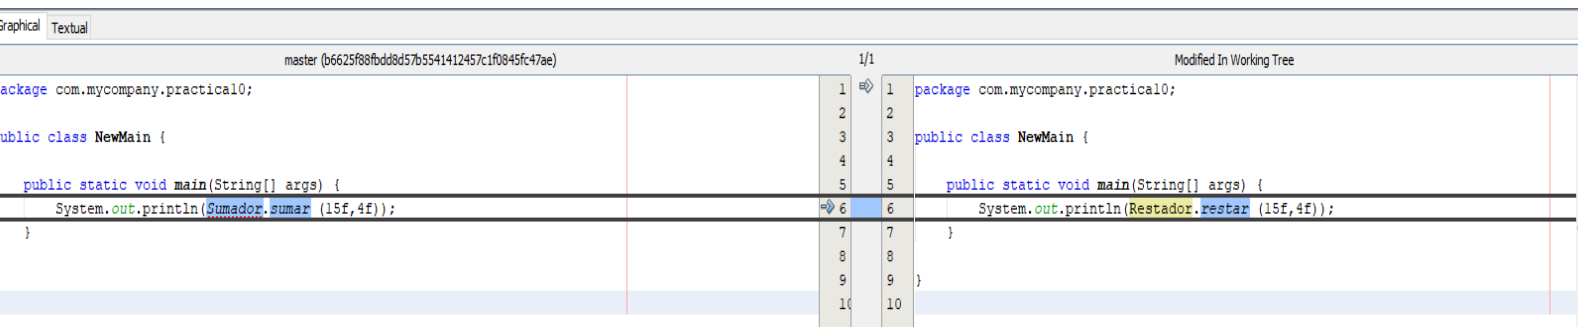 Graphical Textual
master (b6625f88fbdd8d57b5541412457c1f0845fc47ae) 1/1 Modified In Working Tree
ackage com.mycompany.practica10; 1 1 package com.mycompany.practica10;
2 2
ublic class NewMain { 3 3 public class NewMain {
4 4
public static void main(String[] args) { 5 5 public static void main(String[] args) {
System.out.println(Sumador.sumar (15f,4f)); 6 6 System.out.println(Restador.restar (15f,4f));
} 7 7 }
8 8
9 9 }
10 10